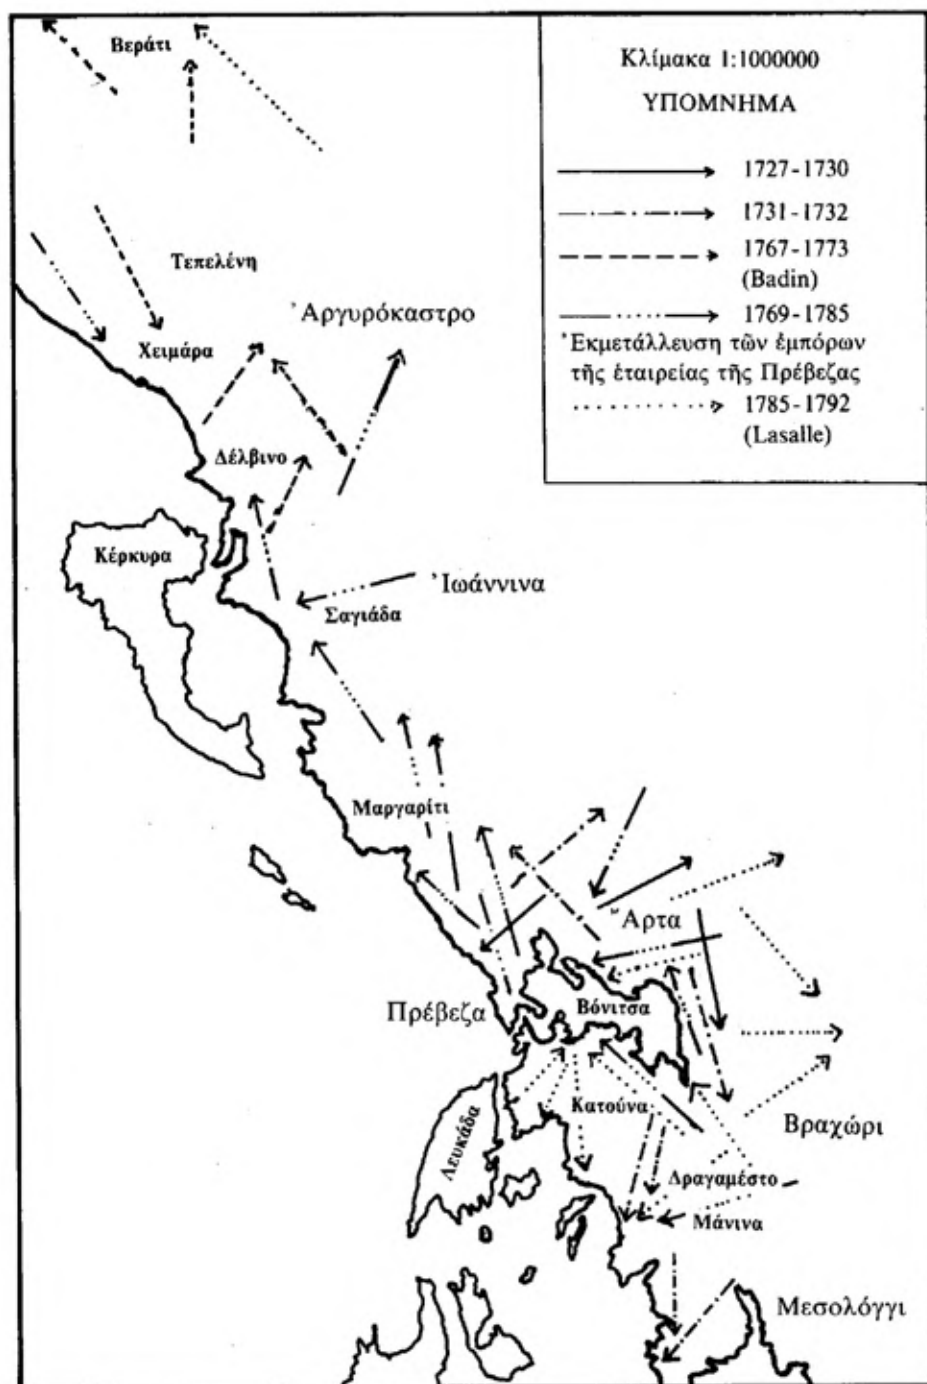 Βεράτι
Κλίμακα 1:1000000
ΥΠΟΜΝΗΜΑ
1727-1730
1731-1732
1767-1773
(Badin)
1769-1785
Ἐκμετάλλευση τῶν ἐμπόρων
τῆς ἑταιρείας τῆς Πρέβεζας
1785-1792
(Lasalle)
Τεπελένη
Ἀργυρόκαστρο
Χειμάρα
Δέλβινο
Κέρκυρα
Ἰωάννινα
Σαγιάδα
Μαργαρίτι
Ἄρτα
Πρέβεζα
Βόνιτσα
Κατούνα
Βραχώρι
Λευκάδα
Δραγαμέστο
Μάνινα
Μεσολόγγι